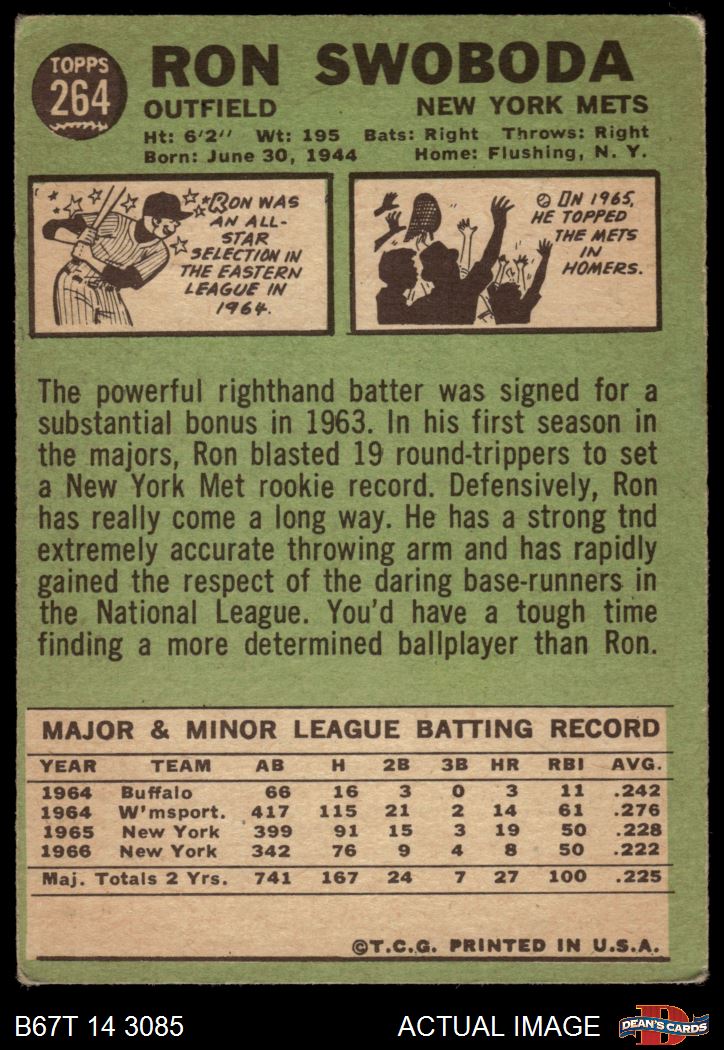 TOPPS
264
RON SWOBODA
OUTFIELD NEW YORK METS
Ht: 6'2" Wt: 195 Bats: Right Throws: Right
Born: June 30, 1944 Home: Flushing, N. Y.
RON WAS
AN ALL-
STAR
SELECTION IN
THE EASTERN
LEAGUE IN
1964.
IN 1965,
HE TOPPED
THE METS
IN
HOMERS.
The powerful righthand batter was signed for a
substantial bonus in 1963. In his first season in
the majors, Ron blasted 19 round-trippers to set
a New York Met rookie record. Defensively, Ron
has really come a long way. He has a strong tnd
extremely accurate throwing arm and has rapidly
gained the respect of the daring base-runners in
the National League. You'd have a tough time
finding a more determined ballplayer than Ron.
MAJOR & MINOR LEAGUE BATTING RECORD
YEAR TEAM AB H 2B 3B HR RBI AVG.
1964 Buffalo 66 16 3 0 3 11 .242
1964 W'msport. 417 115 21 2 14 61 .276
1965 New York 399 91 15 3 19 50 .228
1966 New York 342 76 9 4 8 50 .222
Maj. Totals 2 Yrs. 741 167 24 7 27 100 .225
©T.C.G. PRINTED IN U.S.A.
B67T 14 3085 ACTUAL IMAGE
D
DEAN'S CARDS